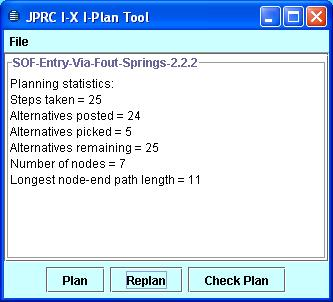 JPRC I-X I-Plan Tool
File
SOF-Entry-Via-Fout-Springs-2.2.2
Planning statistics:
Steps taken = 25
Alternatives posted = 24
Alternatives picked = 5
Alternatives remaining = 25
Number of nodes = 7
Longest node-end path length = 11
Plan Replan Check Plan